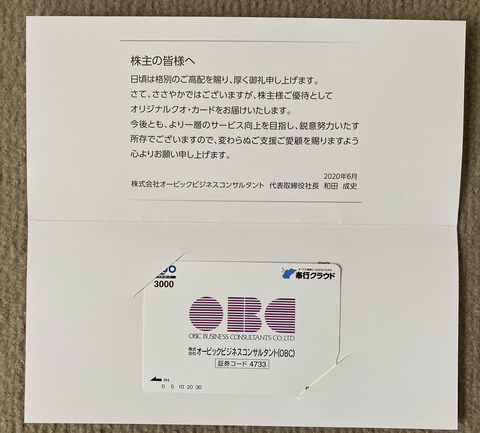 株主の皆様へ
日頃は格別のご高配を賜り、厚く御礼申し上げます。
さて、ささやかではございますが、株主様ご優待として
オリジナルクオ・カードをお届けいたします。
今後とも、より一層のサービス向上を目指し、鋭意努力いたす
所存でございますので、変わらぬご支援ご愛顧を賜りますよう
心よりお願い申し上げます。
2020年6月
株式会社オービックビジネスコンサルタント 代表取締役社長 和田 成史
3000
奉行クラウド
OBC
OBIC BUSINESS CONSULTANTS CO.,LTD.
株式会社オービックビジネスコンサルタント(OBC)
証券コード 4733
IN
0 5 10 20 30